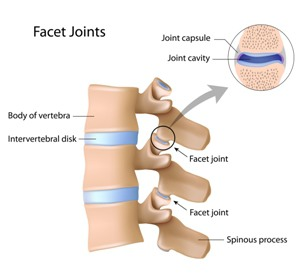 Facet Joints
Joint capsule
Joint cavity
Body of vertebra
Intervertebral disk
Facet joint
Facet joint
Spinous process